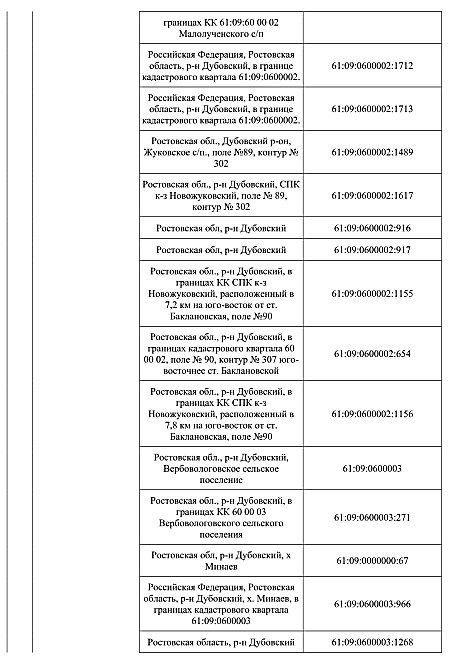 границах КК 61:09:60 00 02
Малолученского с/п
Российская Федерация, Ростовская
область, р-н Дубовский, в границе
кадастрового квартала 61:09:0600002.
61:09:0600002:1712
Российская Федерация, Ростовская
область, р-н Дубовский, в границе
кадастрового квартала 61:09:0600002.
61:09:0600002:1713
Ростовская обл., Дубовский р-он,
Жуковское с/п., поле №89, контур №
302
61:09:0600002:1489
Ростовская обл., р-н Дубовский, СПК
к-з Новожуковский, поле № 89,
контур № 302
61:09:0600002:1617
Ростовская обл, р-н Дубовский
61:09:0600002:916
Ростовская обл, р-н Дубовский
61:09:0600002:917
Ростовская обл., р-н Дубовский, в
границах КК СПК к-з
Новожуковский, расположенный в
7,2 км на юго-восток от ст.
Баклановская, поле №90
61:09:0600002:1155
Ростовская обл., р-н Дубовский, в
границах кадастрового квартала 60
00 02, поле № 90, контур № 307 юго-
восточнее ст. Баклановской
61:09:0600002:654
Ростовская обл., р-н Дубовский, в
границах КК СПК к-з
Новожуковский, расположенный в
7,8 км на юго-восток от ст.
Баклановская, поле №90
61:09:0600002:1156
Ростовская обл., р-н Дубовский,
Вербовологовское сельское
поселение
61:09:0600003
Ростовская обл., р-н Дубовский, в
границах КК 60 00 03
Вербовологовского сельского
поселения
61:09:0600003:271
Ростовская обл, р-н Дубовский, х
Минаев
61:09:0000000:67
Российская Федерация, Ростовская
область, р-н Дубовский, х. Минаев, в
границах кадастрового квартала
61:09:0600003
61:09:0600003:966
Ростовская область, р-н Дубовский
61:09:0600003:1268